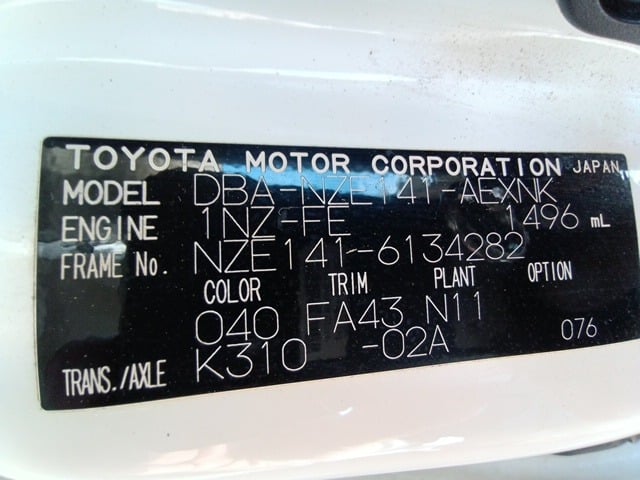 TOYOTA MOTOR CORPORATION JAPAN
MODEL DBA-NZE141-AEXNK
ENGINE 1NZ-FE 1496 mL
FRAME No. NZE141-6134282
COLOR TRIM PLANT OPTION
040 FA43 N11
TRANS./AXLE K310 -02A 076